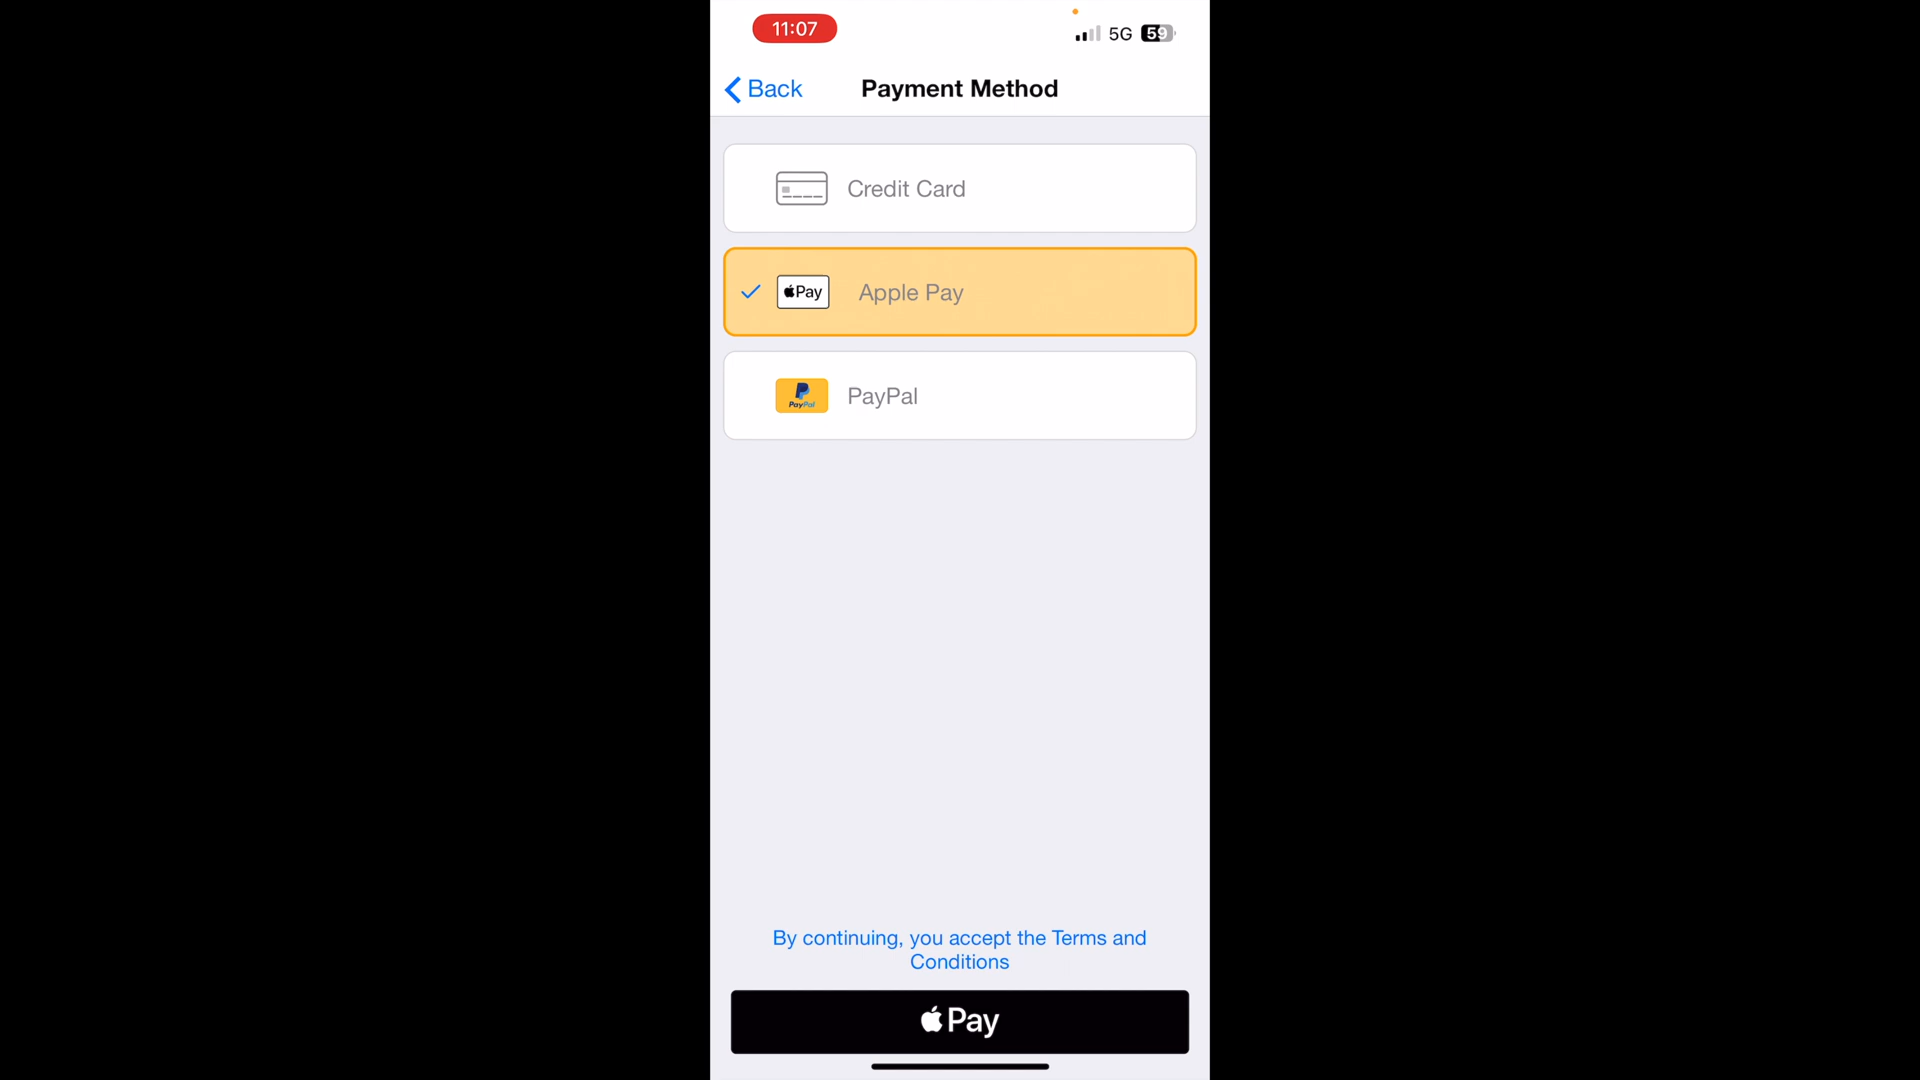 11:07
5G 59
Back
Payment Method
Credit Card
Pay
Apple Pay
PayPal
PayPal
By continuing, you accept the Terms and
Conditions
Pay